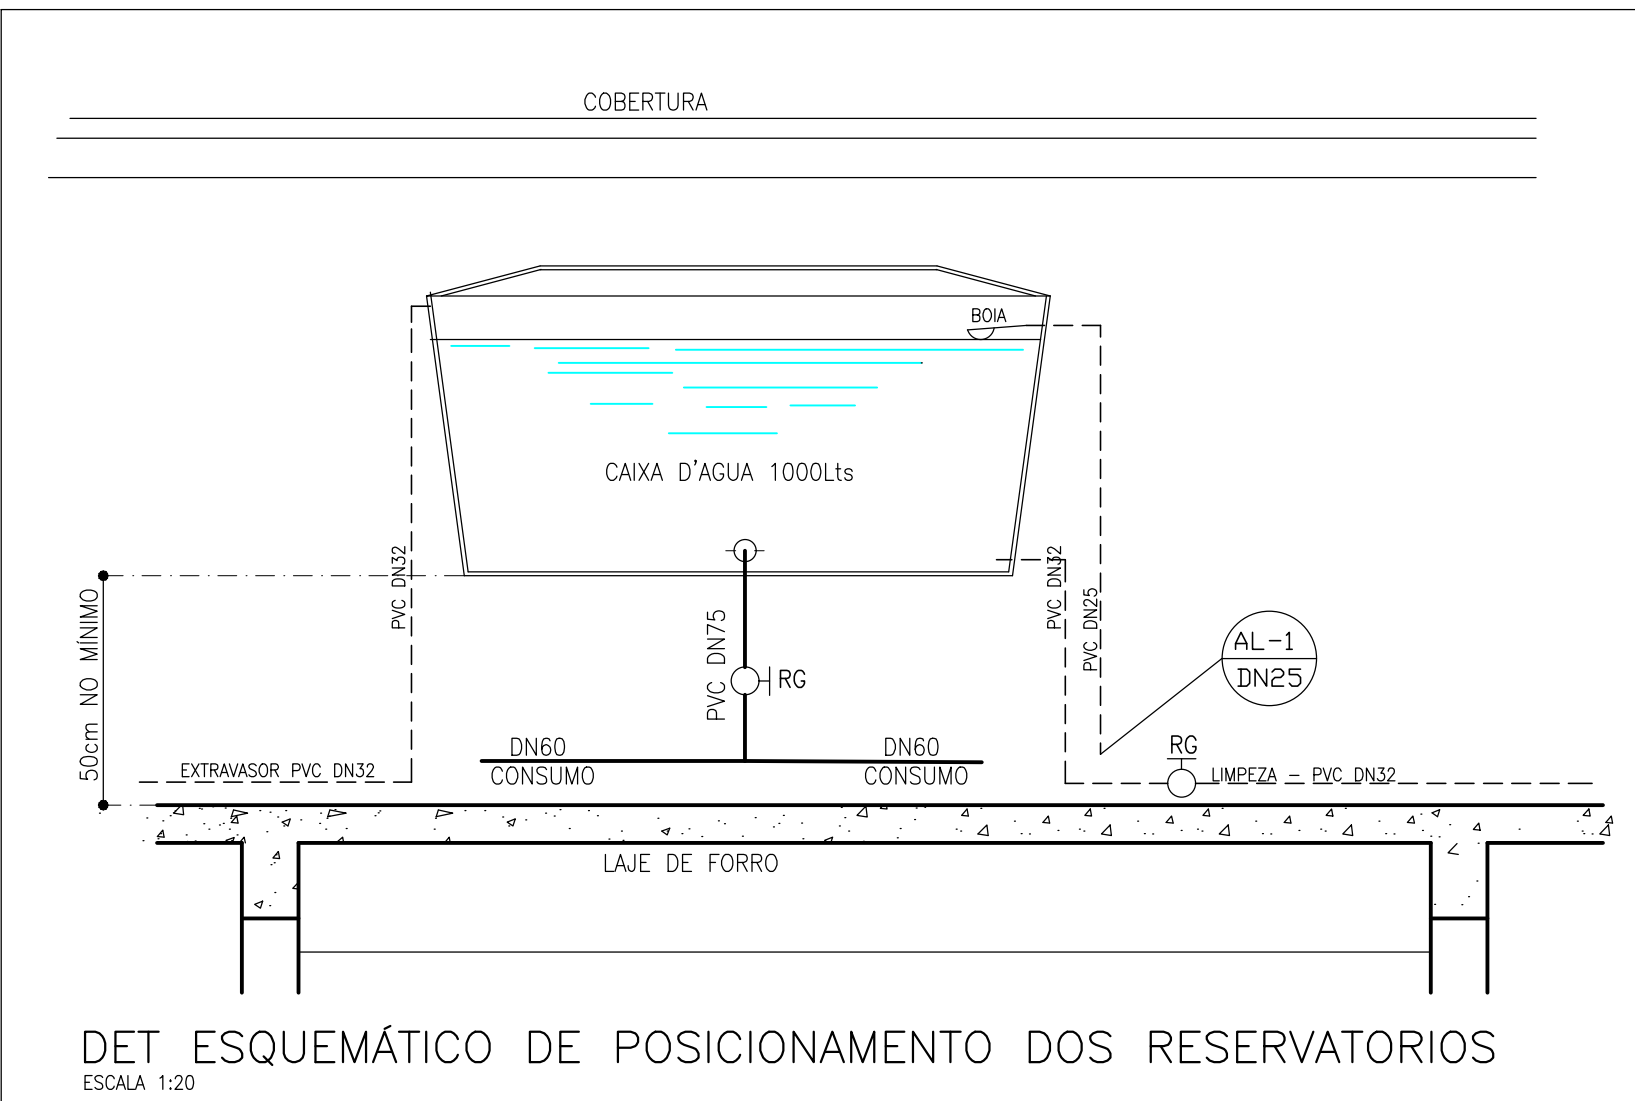 COBERTURA
BOIA
CAIXA D'AGUA 1000Lts
PVC DN32
PVC DN32
PVC DN25
50cm NO MÍNIMO
PVC DN75
RG
AL-1
DN25
DN60
CONSUMO
DN60
CONSUMO
RG
EXTRAVASOR PVC DN32
LIMPEZA - PVC DN32
LAJE DE FORRO
DET ESQUEMÁTICO DE POSICIONAMENTO DOS RESERVATORIOS
ESCALA 1:20